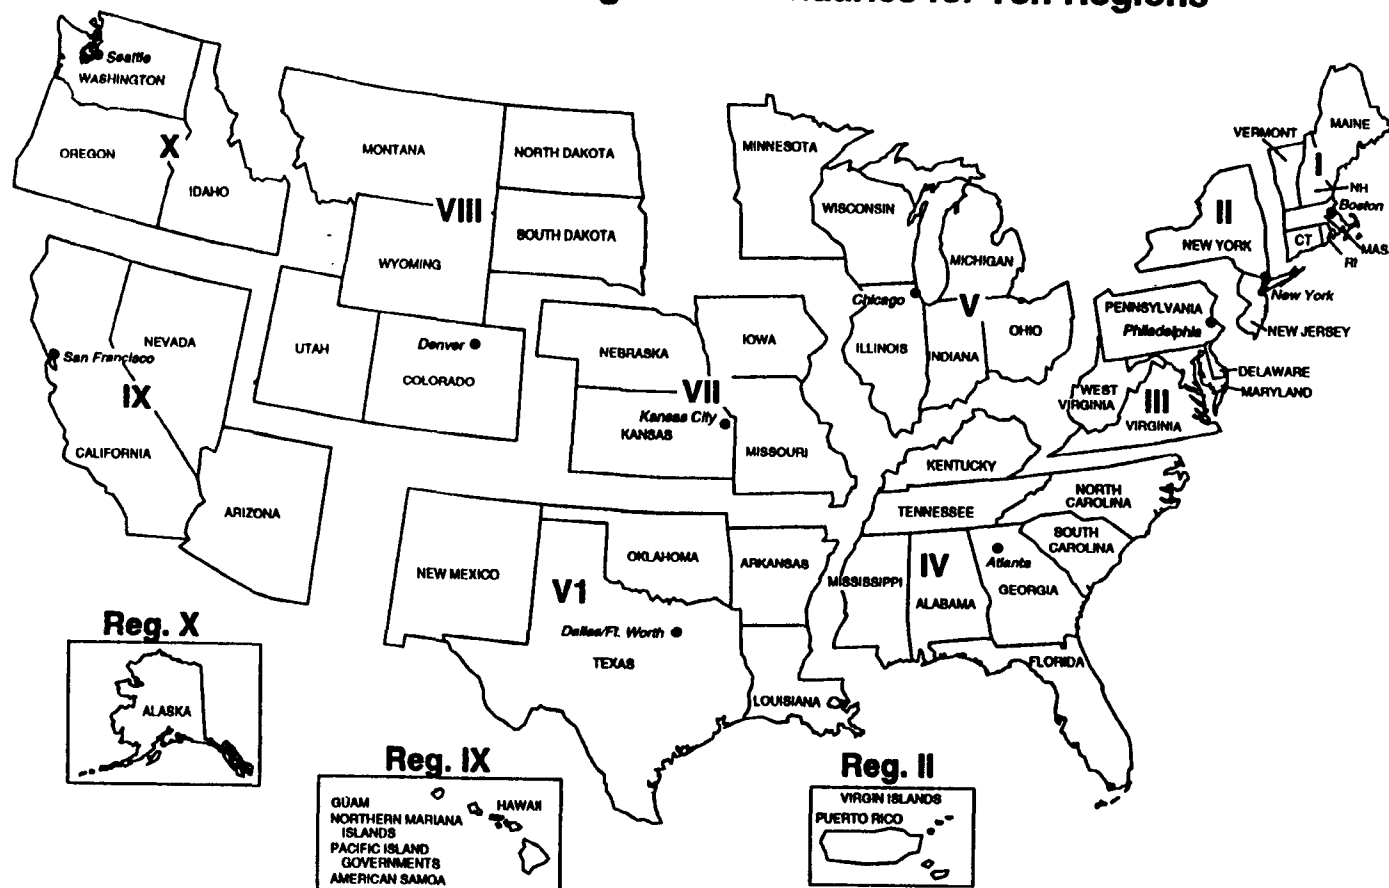 for Ten Regions
Seattle
WASHINGTON
OREGON
X
IDAHO
MONTANA
NORTH DAKOTA
VIII
SOUTH DAKOTA
WYOMING
MINNESOTA
WISCONSIN
MICHIGAN
VERMONT
MAINE
I
NH
Boston
II
NEW YORK
CT
MAS
RI
New York
NEW JERSEY
PENNSYLVANIA
Philadelphia
DELAWARE
MARYLAND
WEST
VIRGINIA
III
VIRGINIA
Chicago
V
OHIO
ILLINOIS
INDIANA
NEVADA
San Francisco
IX
CALIFORNIA
UTAH
Denver
COLORADO
NEBRASKA
IOWA
VII
Kansas City
KANSAS
MISSOURI
KENTUCKY
ARIZONA
NEW MEXICO
OKLAHOMA
ARKANSAS
V1
Dallas/Ft. Worth
TEXAS
LOUISIANA
TENNESSEE
NORTH
CAROLINA
SOUTH
CAROLINA
MISSISSIPPI
IV
ALABAMA
Atlanta
GEORGIA
FLORIDA
Reg. X
ALASKA
Reg. IX
GUAM
HAWAII
NORTHERN MARIANA
ISLANDS
PACIFIC ISLAND
GOVERNMENTS
AMERICAN SAMOA
Reg. II
VIRGIN ISLANDS
PUERTO RICO